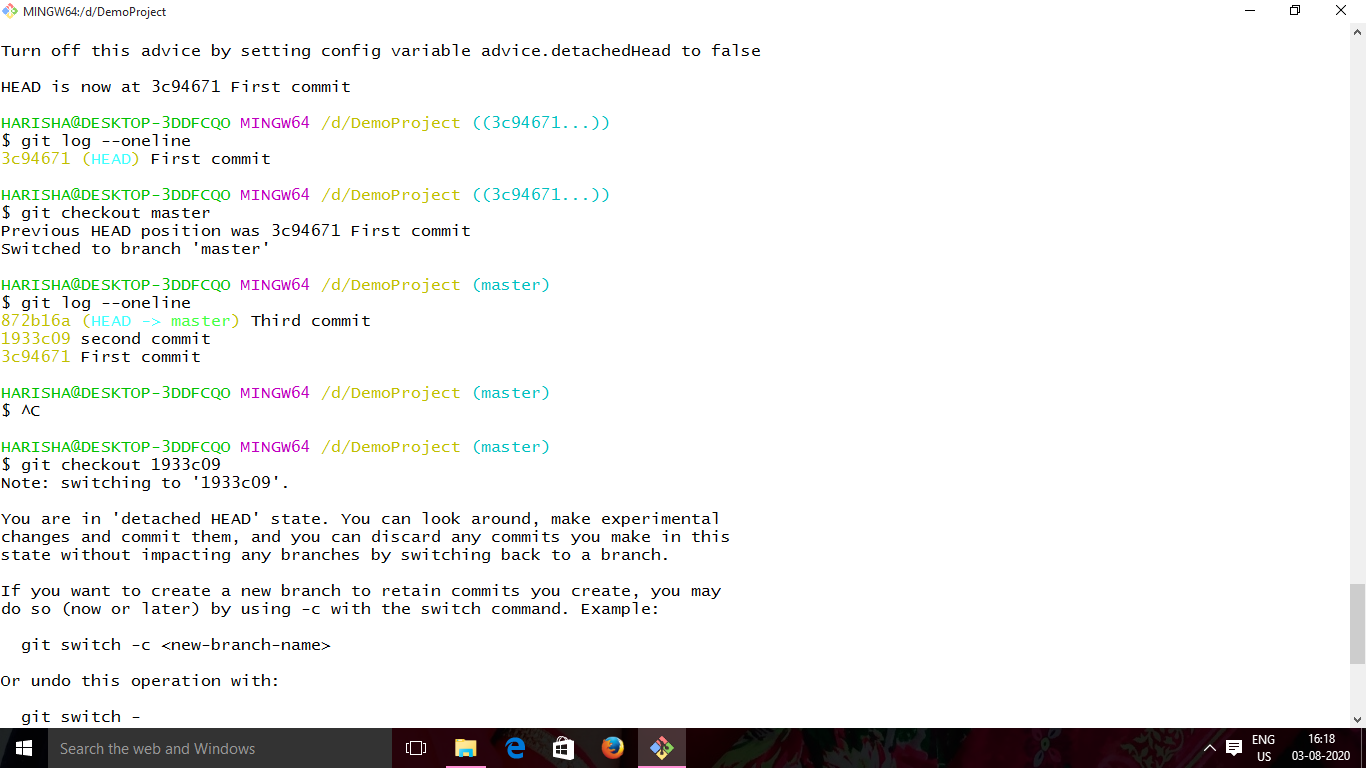 MINGW64:/d/DemoProject
Turn off this advice by setting config variable advice.detachedHead to false
HEAD is now at 3c94671 First commit
HARISHA@DESKTOP-3DDFCQO MINGW64 /d/DemoProject ((3c94671...))
$ git log --oneline
3c94671 (HEAD) First commit
HARISHA@DESKTOP-3DDFCQO MINGW64 /d/DemoProject ((3c94671...))
$ git checkout master
Previous HEAD position was 3c94671 First commit
Switched to branch 'master'
HARISHA@DESKTOP-3DDFCQO MINGW64 /d/DemoProject (master)
$ git log --oneline
872b16a (HEAD -> master) Third commit
1933c09 second commit
3c94671 First commit
HARISHA@DESKTOP-3DDFCQO MINGW64 /d/DemoProject (master)
$ ^C
HARISHA@DESKTOP-3DDFCQO MINGW64 /d/DemoProject (master)
$ git checkout 1933c09
Note: switching to '1933c09'.
You are in 'detached HEAD' state. You can look around, make experimental
changes and commit them, and you can discard any commits you make in this
state without impacting any branches by switching back to a branch.
If you want to create a new branch to retain commits you create, you may
do so (now or later) by using -c with the switch command. Example:
git switch -c <new-branch-name>
Or undo this operation with:
git switch -
Search the web and Windows
ENG
US
16:18
03-08-2020